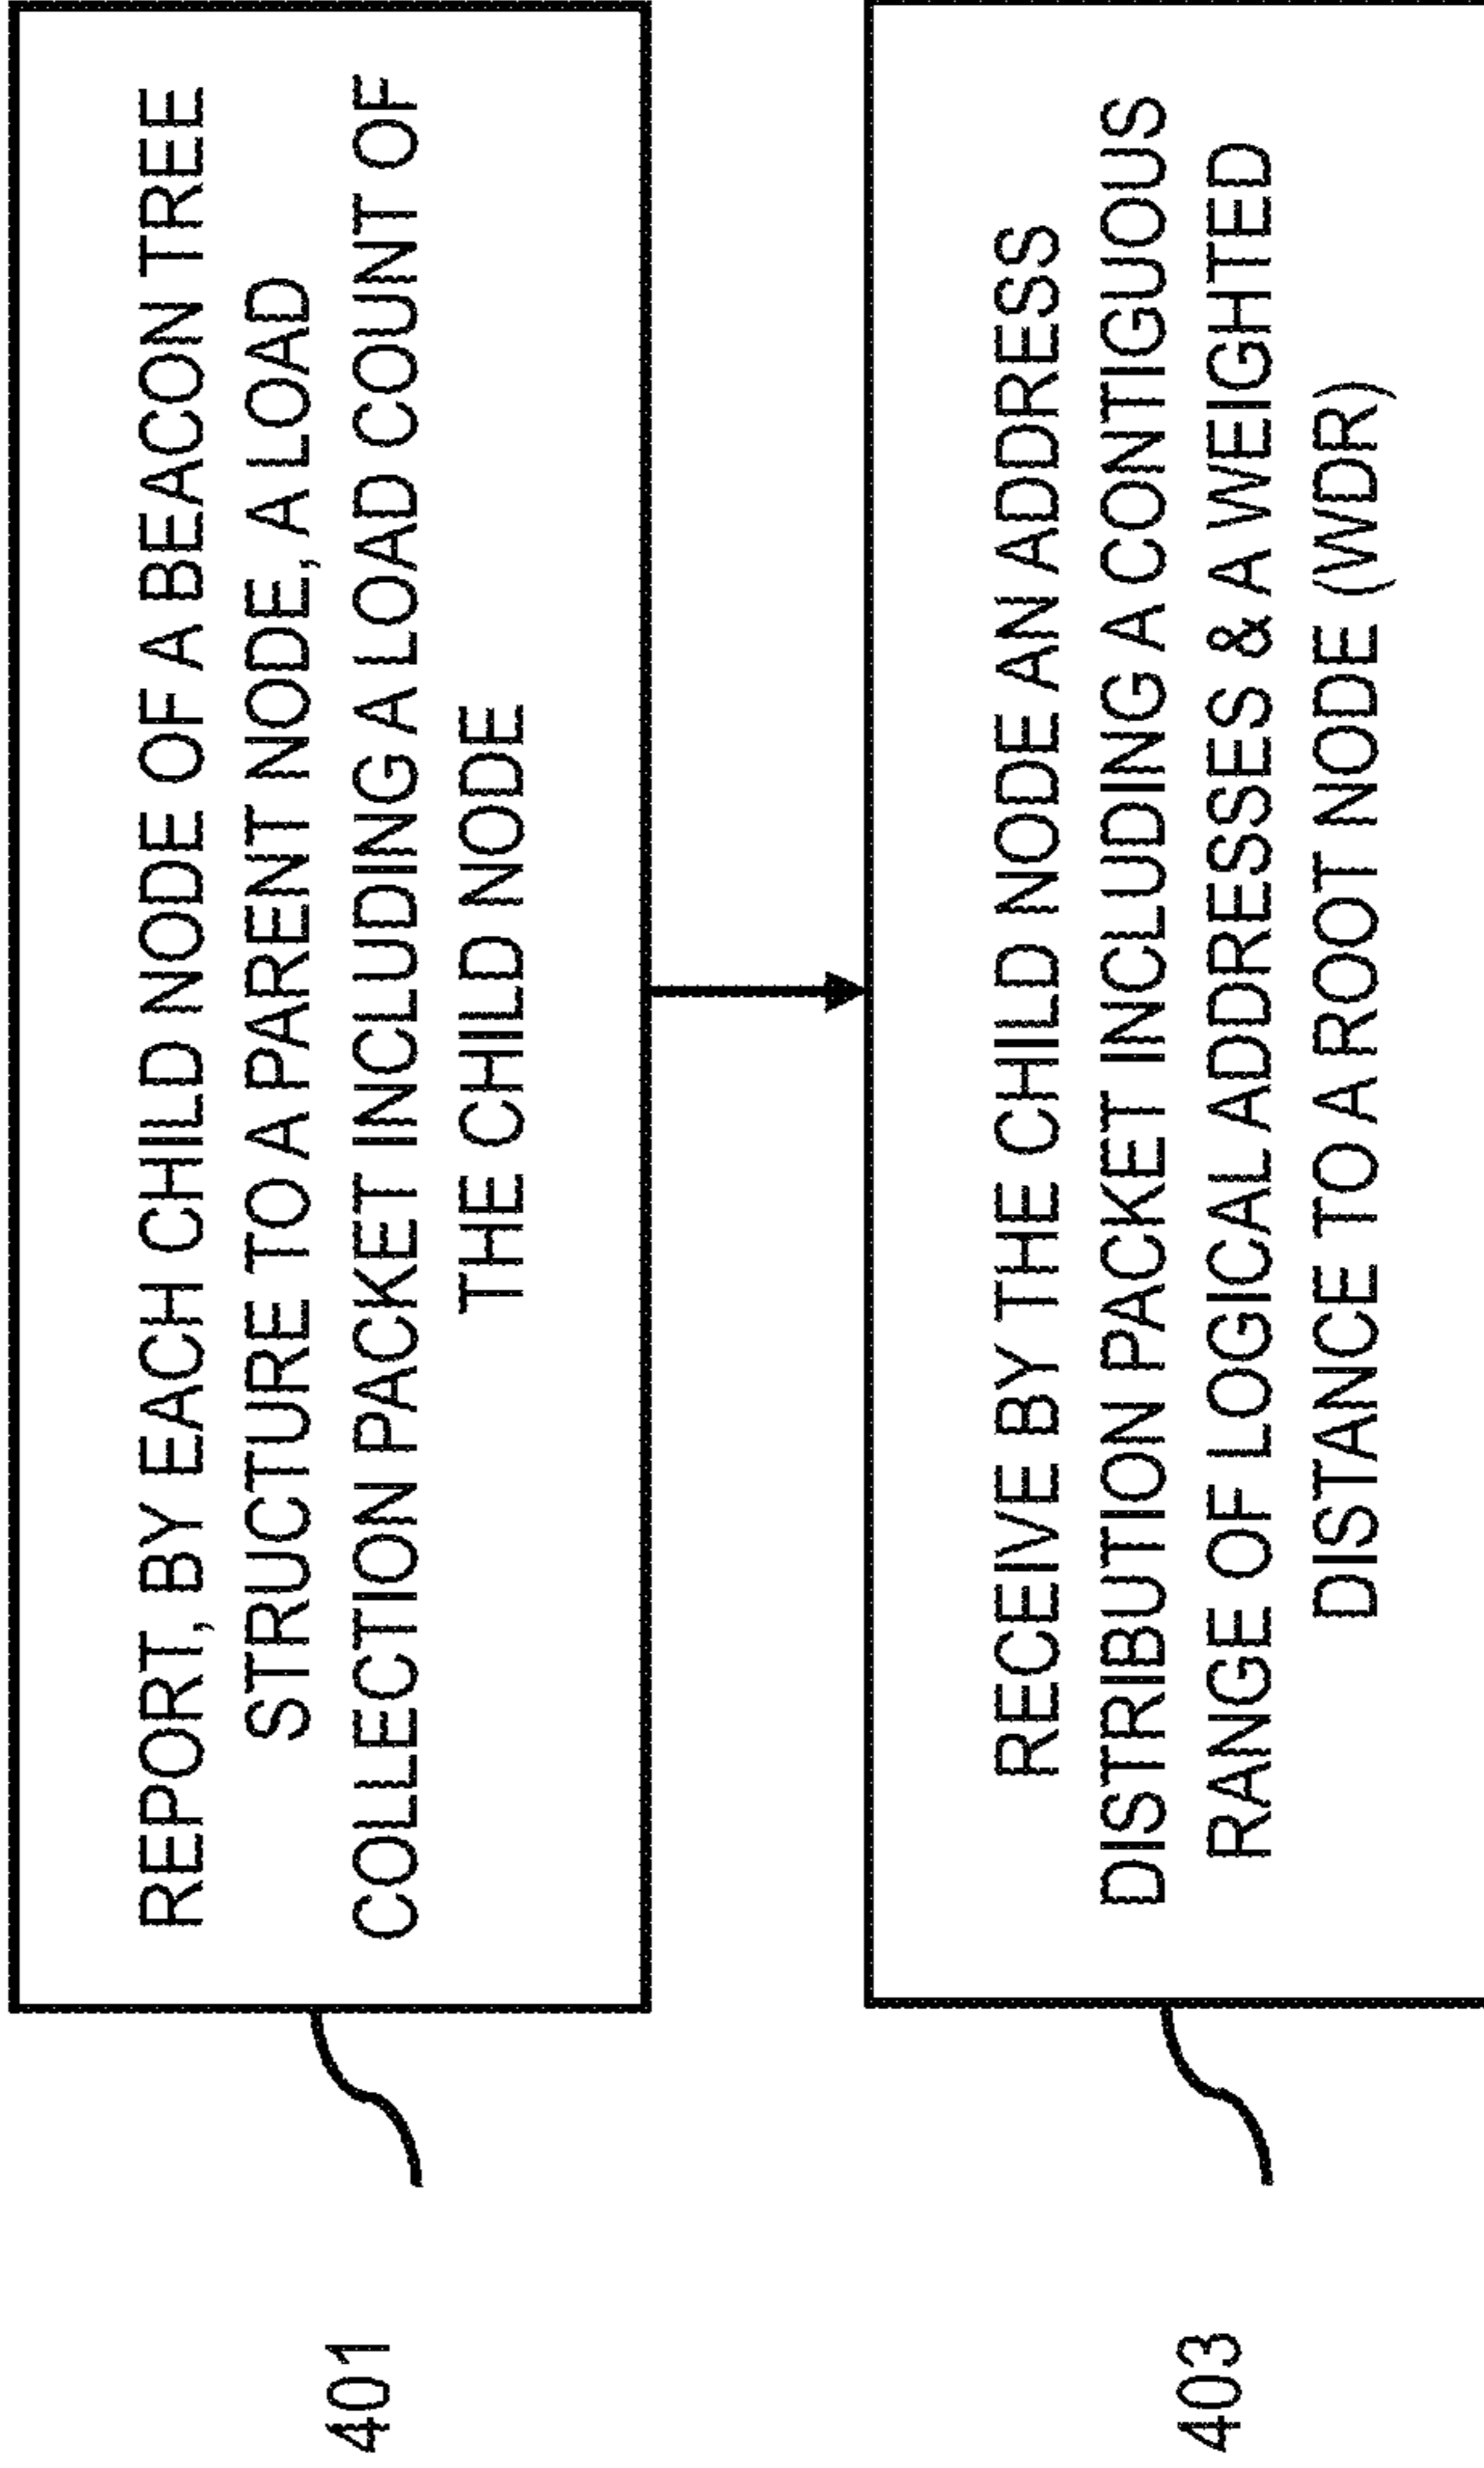 REPORT, BY EACH CHILD NODE OF A BEACON TREE
STRUCTURE TO A PARENT NODE, A LOAD
COLLECTION PACKET INCLUDING A LOAD COUNT OF
THE CHILD NODE
401
RECEIVE BY THE CHILD NODE AN ADDRESS
DISTRIBUTION PACKET INCLUDING A CONTIGUOUS
RANGE OF LOGICAL ADDRESSES & A WEIGHTED
DISTANCE TO A ROOT NODE (WDR)
403